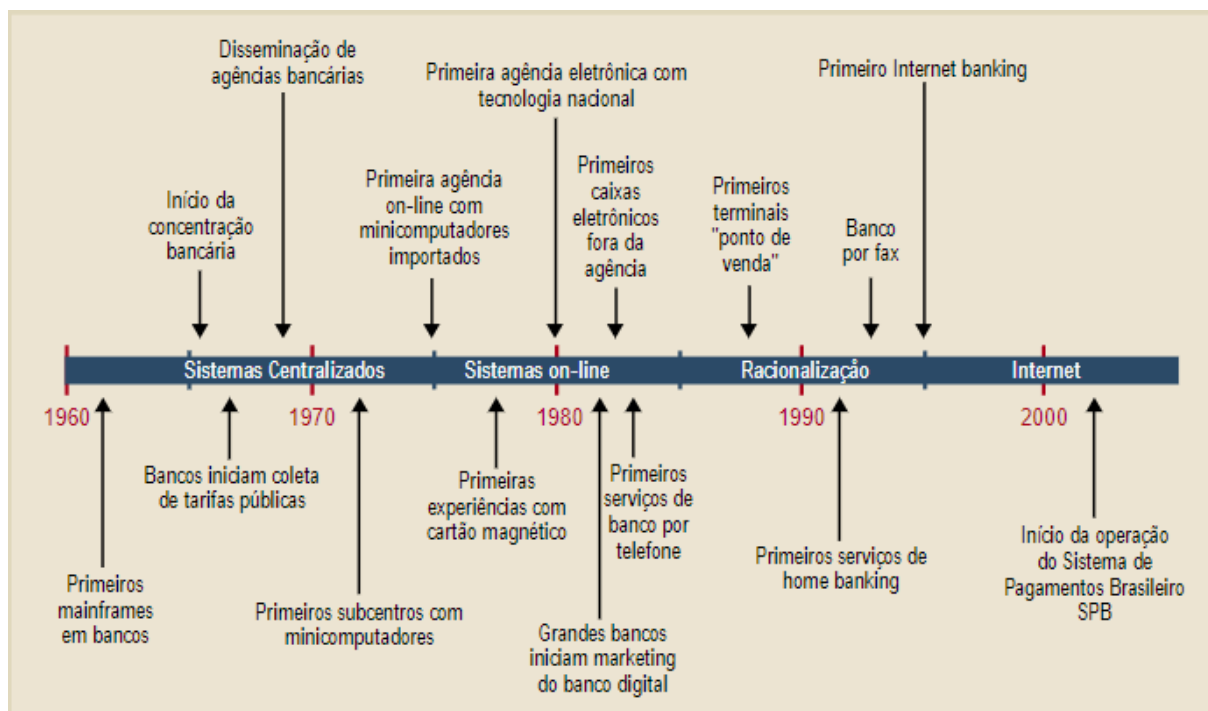 Disseminação de
agências bancárias
Primeira agência eletrônica com
tecnologia nacional
Primeiro Internet banking
Início da
concentração
bancária
Primeira agência
on-line com
minicomputadores
importados
Primeiros
caixas
eletrônicos
fora da
agência
Primeiros
terminais
"ponto de
venda"
Banco
por fax
Sistemas Centralizados
Sistemas on-line
Racionalização
Internet
1960
1970
1980
1990
2000
Bancos iniciam coleta
de tarifas públicas
Primeiras
experiências com
cartão magnético
Primeiros
serviços de
banco por
telefone
Primeiros serviços de
home banking
Início da operação
do Sistema de
Pagamentos Brasileiro
SPB
Primeiros
mainframes
em bancos
Primeiros subcentros com
minicomputadores
Grandes bancos
iniciam marketing
do banco digital